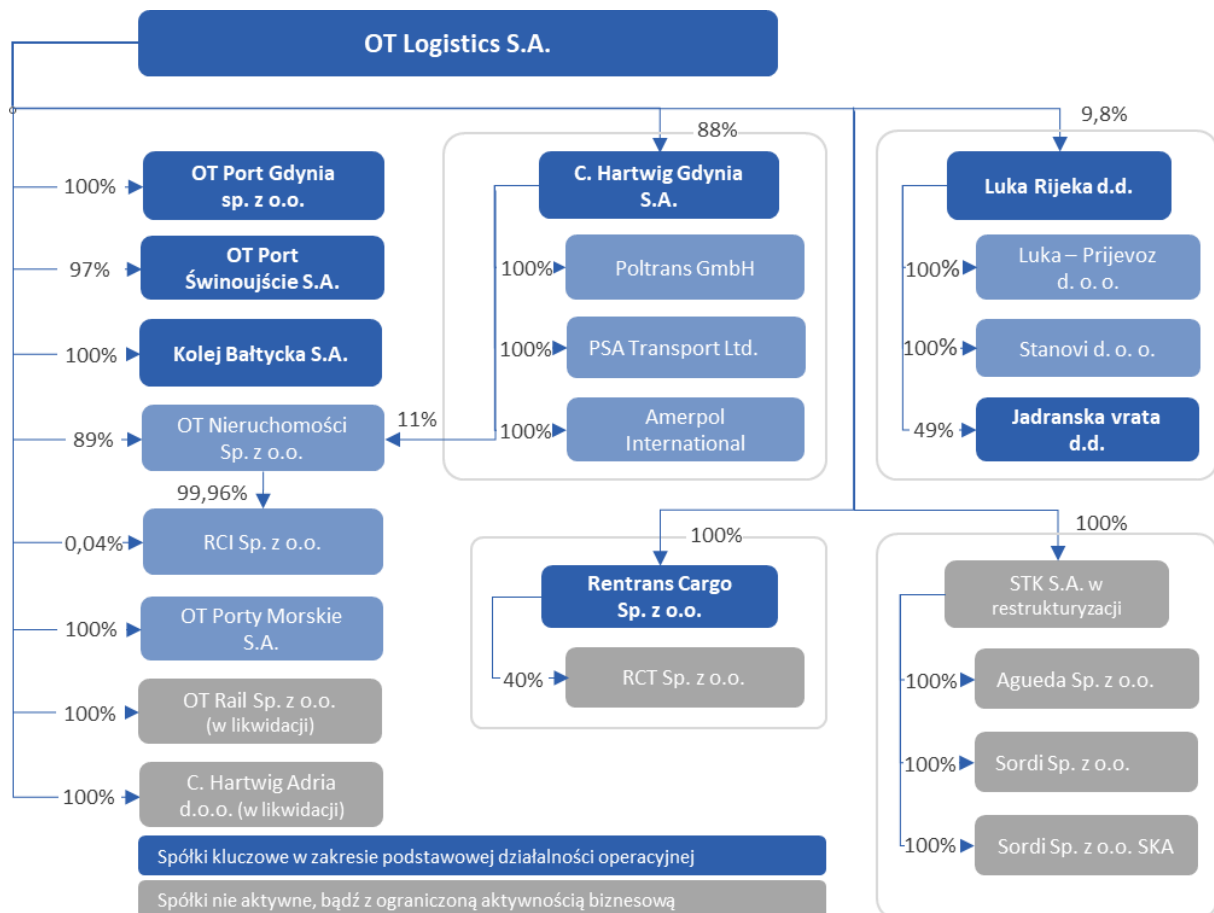 OT Logistics S.A.
100%
OT Port Gdynia
sp. z o.o.
97%
OT Port
Świnoujście S.A.
100%
Kolej Bałtycka S.A.
89%
OT Nieruchomości
Sp. z o.o.
11%
99,96%
0,04%
RCI Sp. z o.o.
100%
OT Porty Morskie
S.A.
100%
OT Rail Sp. z o.o.
(w likwidacji)
100%
C. Hartwig Adria
d.o.o. (w likwidacji)
88%
C. Hartwig Gdynia
S.A.
100%
Poltrans GmbH
100%
PSA Transport Ltd.
100%
Amerpol
International
9,8%
Luka Rijeka d.d.
100%
Luka – Prijevoz
d. o. o.
100%
Stanovi d. o. o.
49%
Jadranska vrata
d.d.
100%
Rentrans Cargo
Sp. z o.o.
40%
RCT Sp. z o.o.
100%
STK S.A. w
restrukturyzacji
100%
Agueda Sp. z o.o.
100%
Sordi Sp. z o.o.
100%
Sordi Sp. z o.o. SKA
Spółki kluczowe w zakresie podstawowej działalności operacyjnej
Spółki nie aktywne, bądź z ograniczoną aktywnością biznesową